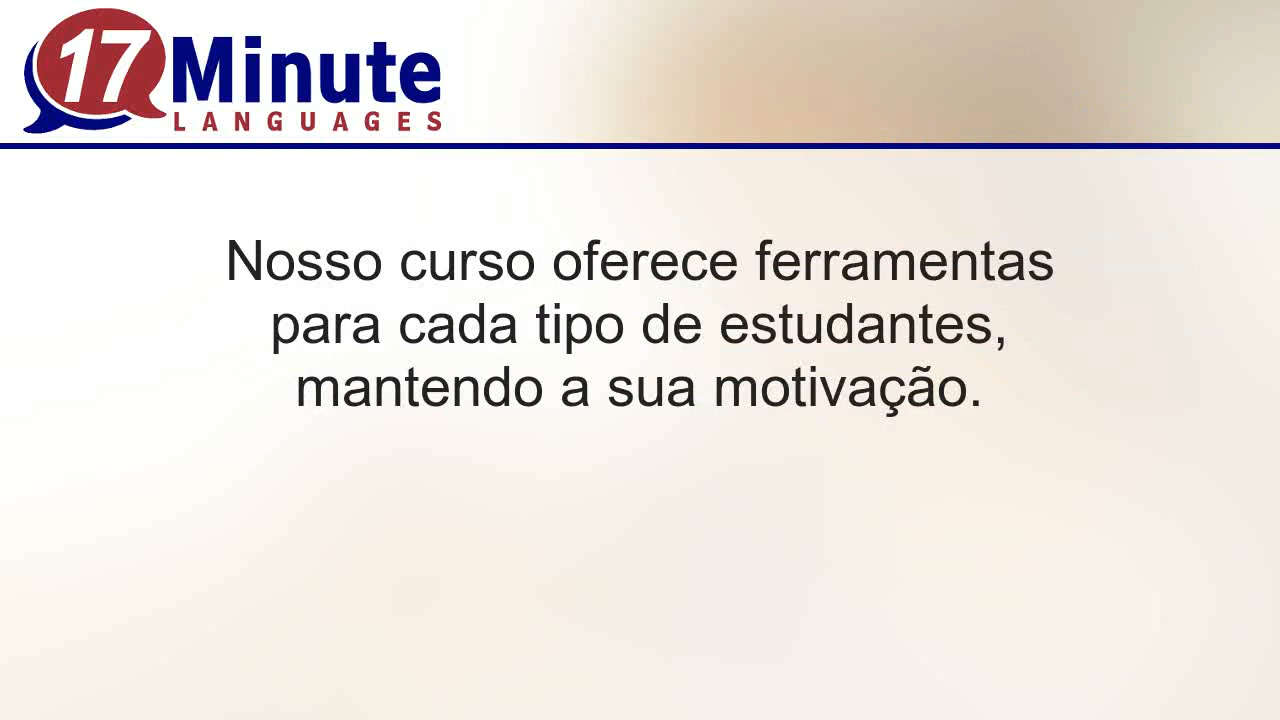 17 Minute
LANGUAGES
Nosso curso oferece ferramentas
para cada tipo de estudantes,
mantendo a sua motivação.